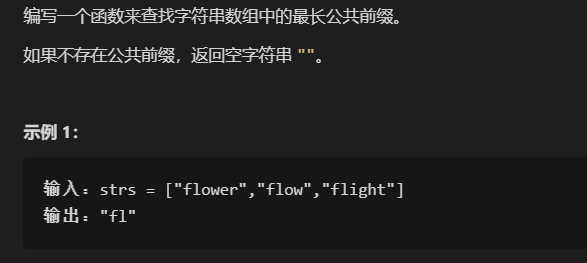 编写一个函数来查找字符串数组中的最长公共前缀。
如果不存在公共前缀，返回空字符串 ""。
示例 1：
输入：strs = ["flower","flow","flight"]
输出："fl"